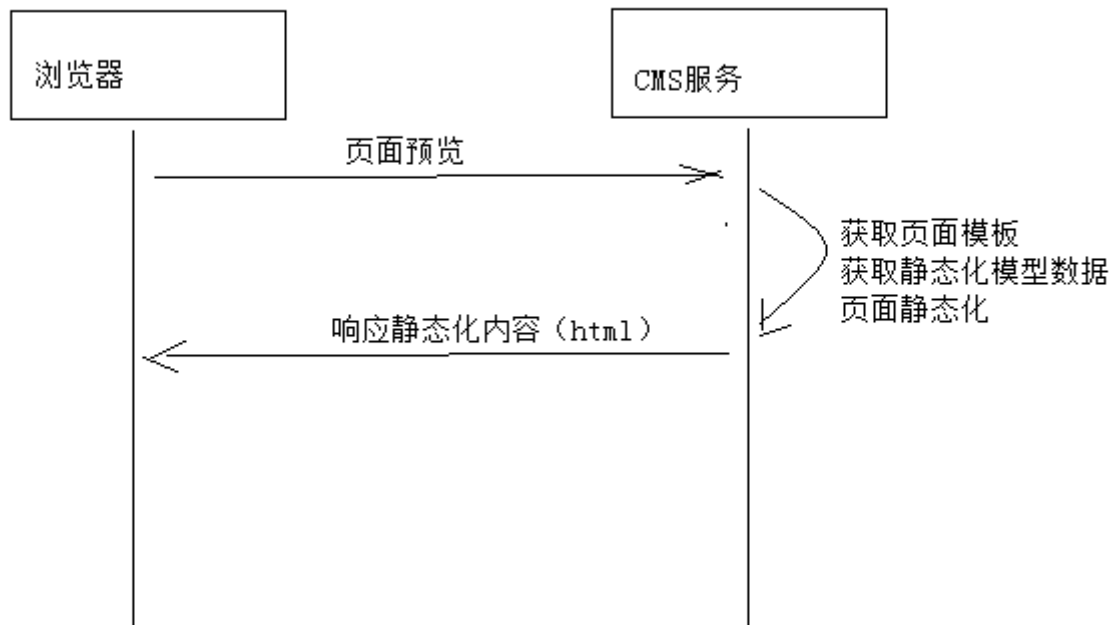 浏览器
CMS服务
页面预览
获取页面模板
获取静态化模型数据
页面静态化
响应静态化内容（html）